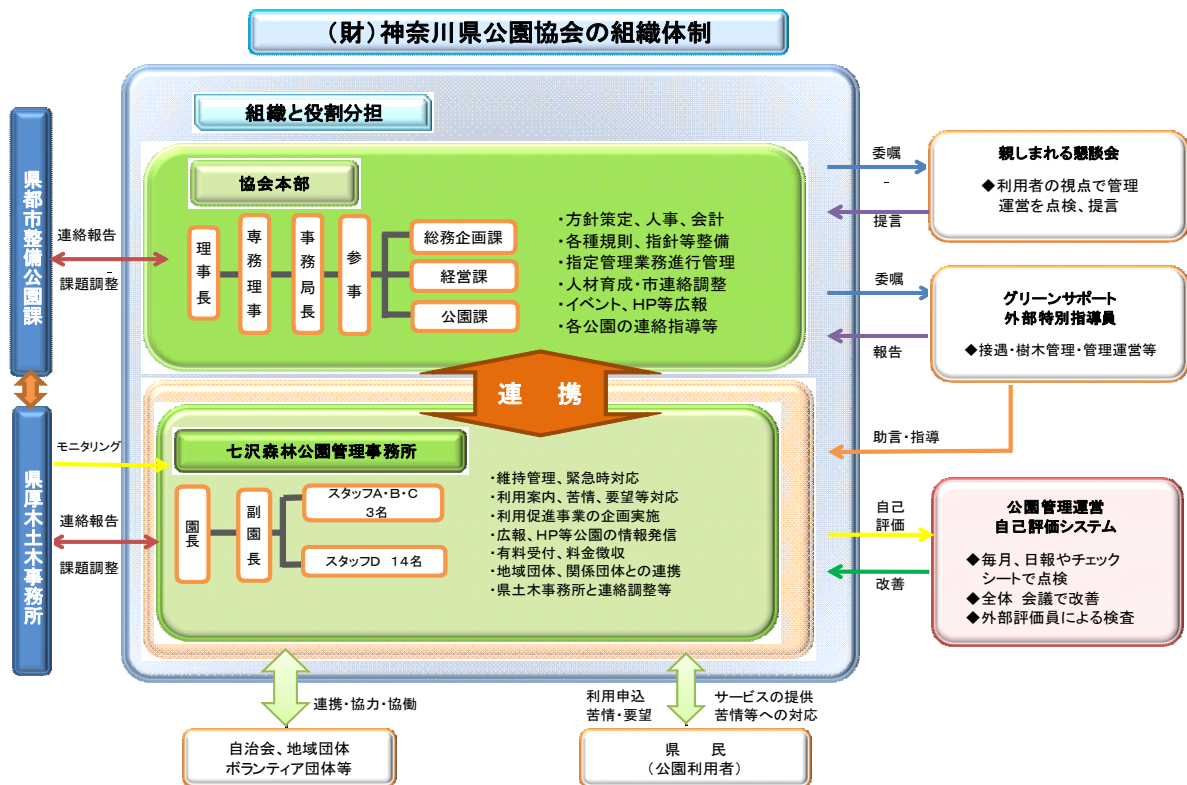 (財)神奈川県公園協会の組織体制
組織と役割分担
協会本部
理事長
専務理事
事務局長
参事
総務企画課
経営課
公園課
・方針策定、人事、会計
・各種規則、指針等整備
・指定管理業務進行管理
・人材育成・市連絡調整
・イベント、HP等広報
・各公園の連絡指導等
連 携
七沢森林公園管理事務所
園長
副園長
スタッフA・B・C
3名
スタッフD 14名
・維持管理、緊急時対応
・利用案内、苦情、要望等対応
・利用促進事業の企画実施
・広報、HP等公園の情報発信
・有料受付、料金徴収
・地域団体、関係団体との連携
・県土木事務所と連絡調整等
県都市整備公園課
連絡報告
課題調整
県厚木土木事務所
モニタリング
連絡報告
課題調整
委嘱
提言
親しまれる懇談会
◆利用者の視点で管理
運営を点検、提言
委嘱
報告
グリーンサポート
外部特別指導員
◆接遇・樹木管理・管理運営等
助言・指導
自己
評価
改善
公園管理運営
自己評価システム
◆毎月、日報やチェック
シートで点検
◆全体 会議で改善
◆外部評価員による検査
連携・協力・協働
自治会、地域団体
ボランティア団体等
利用申込
苦情・要望
サービスの提供
苦情等への対応
県 民
(公園利用者)